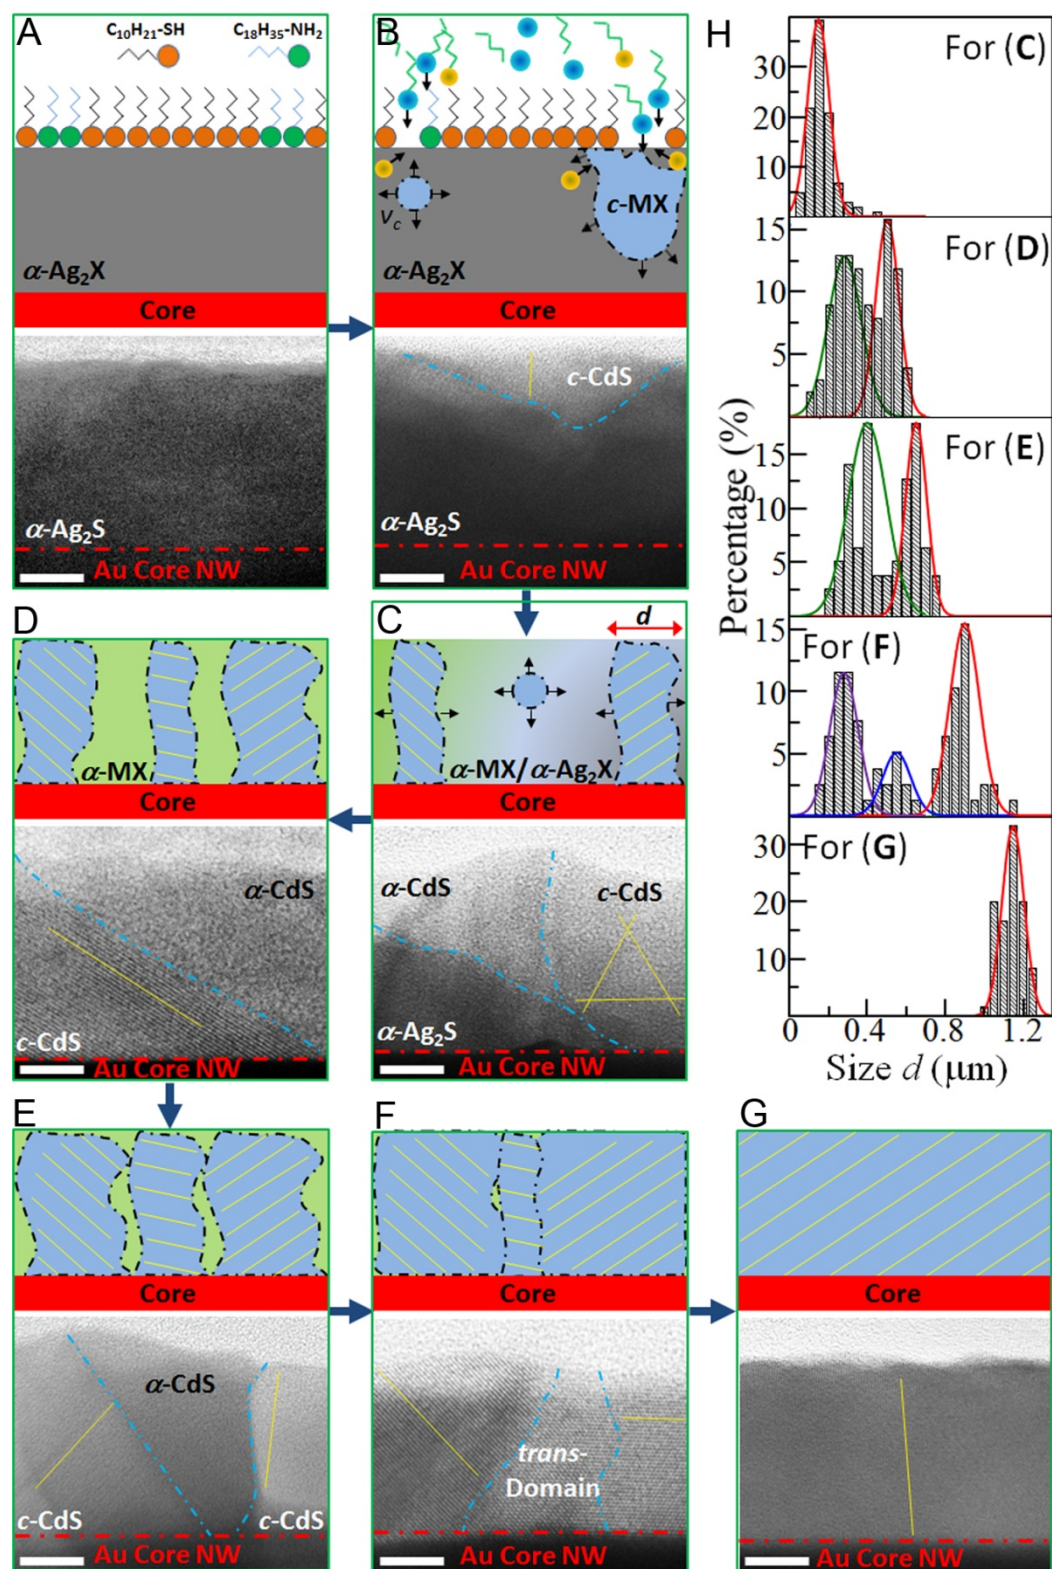 A
C₁₀H₂₁-SH
C₁₈H₃₅-NH₂
α-Ag₂X
Core
α-Ag₂S
Au Core NW
B
ν_c
c-MX
α-Ag₂X
Core
c-CdS
α-Ag₂S
Au Core NW
D
α-MX
Core
α-CdS
c-CdS
Au Core NW
C
d
α-MX/α-Ag₂X
Core
α-CdS
c-CdS
α-Ag₂S
Au Core NW
E
Core
α-CdS
c-CdS
c-CdS
Au Core NW
F
Core
trans-
Domain
Au Core NW
G
Core
Au Core NW
H
For (C)
30
20
10
For (D)
15
10
5
For (E)
15
10
5
For (F)
15
10
5
For (G)
30
20
10
Percentage (%)
0 0.4 0.8 1.2
Size d (μm)